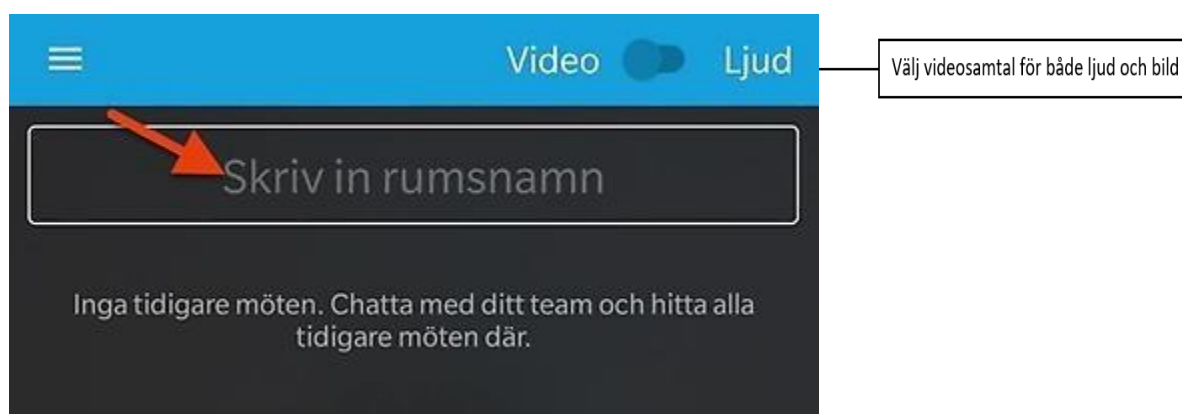 Video Ljud
Välj videosamtal för både ljud och bild
Skriv in rumsnamn
Inga tidigare möten. Chatta med ditt team och hitta alla
tidigare möten där.